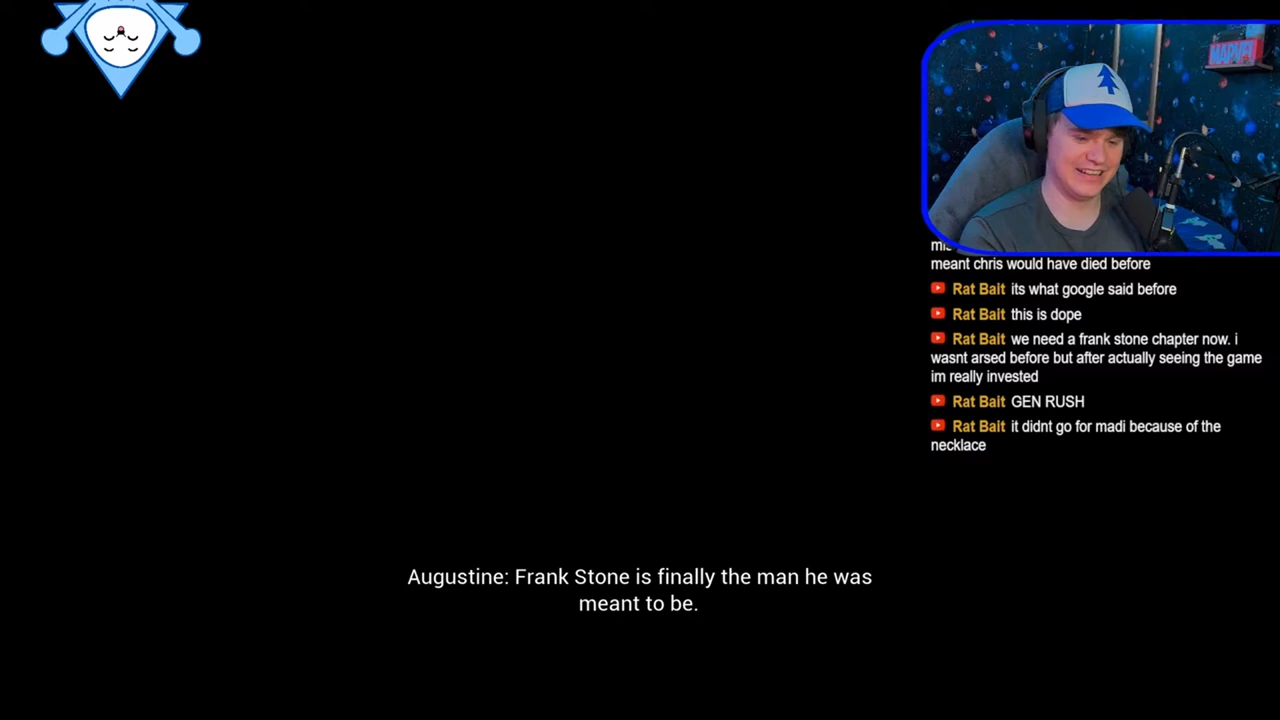 MARVEL
meant chris would have died before
Rat Bait its what google said before
Rat Bait this is dope
Rat Bait we need a frank stone chapter now. i
wasnt arsed before but after actually seeing the game
im really invested
Rat Bait GEN RUSH
Rat Bait it didnt go for madi because of the
necklace
Augustine: Frank Stone is finally the man he was
meant to be.